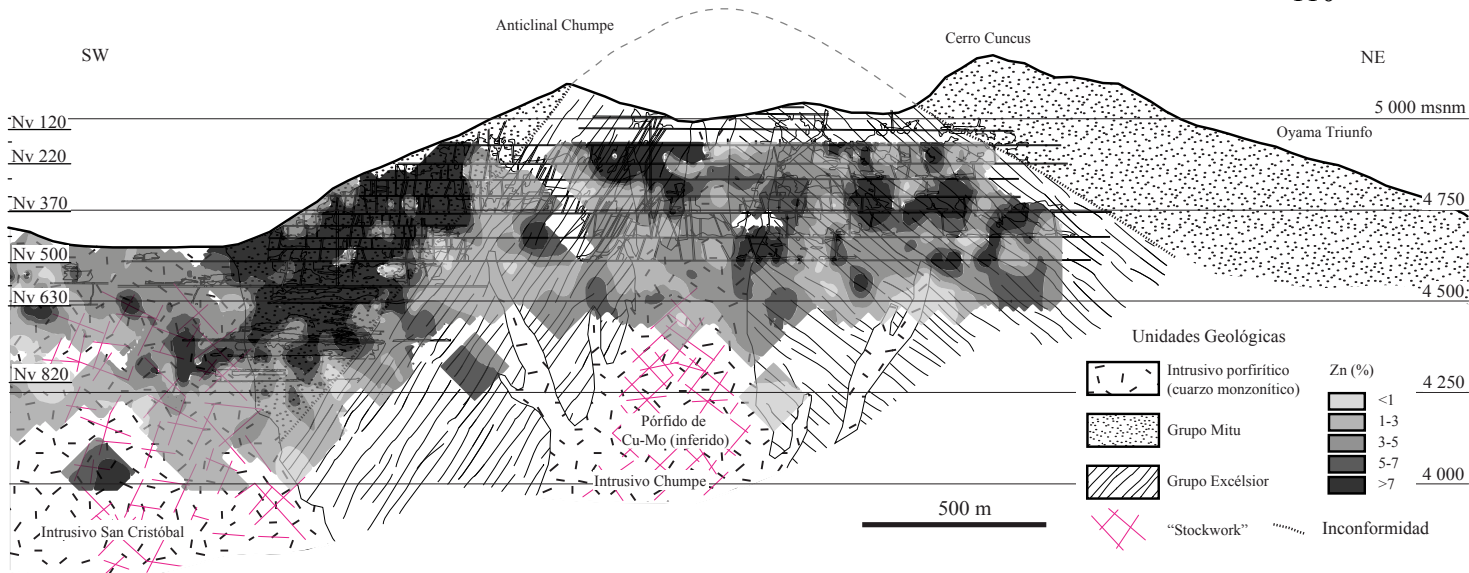 Anticlinal Chumpe
Cerro Cuncus
SW
NE
5 000 msnm
Nv 120
Oyama Triunfo
Nv 220
Nv 370
4 750
Nv 500
Nv 630
4 500
Unidades Geológicas
Intrusivo porfirítico
(cuarzo monzonítico)
Zn (%)
<1
Nv 820
4 250
1-3
Pórfido de
Cu-Mo (inferido)
Grupo Mitu
3-5
5-7
Intrusivo Chumpe
Grupo Excélsior
>7
4 000
500 m
Intrusivo San Cristóbal
“Stockwork”
Inconformidad